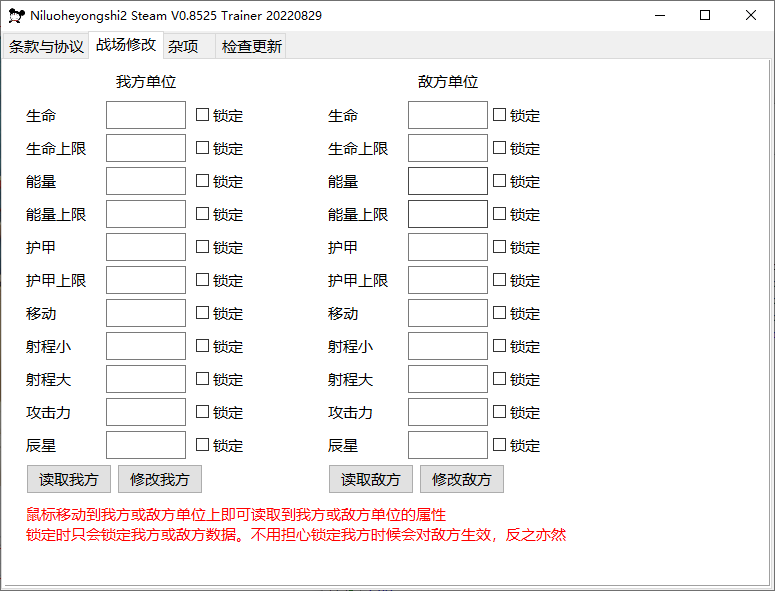 Niluoheyongshi2 Steam V0.8525 Trainer 20220829
条款与协议 战场修改 杂项 检查更新
我方单位 敌方单位
生命 锁定 生命 锁定
生命上限 锁定 生命上限 锁定
能量 锁定 能量 锁定
能量上限 锁定 能量上限 锁定
护甲 锁定 护甲 锁定
护甲上限 锁定 护甲上限 锁定
移动 锁定 移动 锁定
射程小 锁定 射程小 锁定
射程大 锁定 射程大 锁定
攻击力 锁定 攻击力 锁定
辰星 锁定 辰星 锁定
读取我方 修改我方 读取敌方 修改敌方
鼠标移动到我方或敌方单位上即可读取到我方或敌方单位的属性
锁定时只会锁定我方或敌方数据。不用担心锁定我方时候会对敌方生效，反之亦然